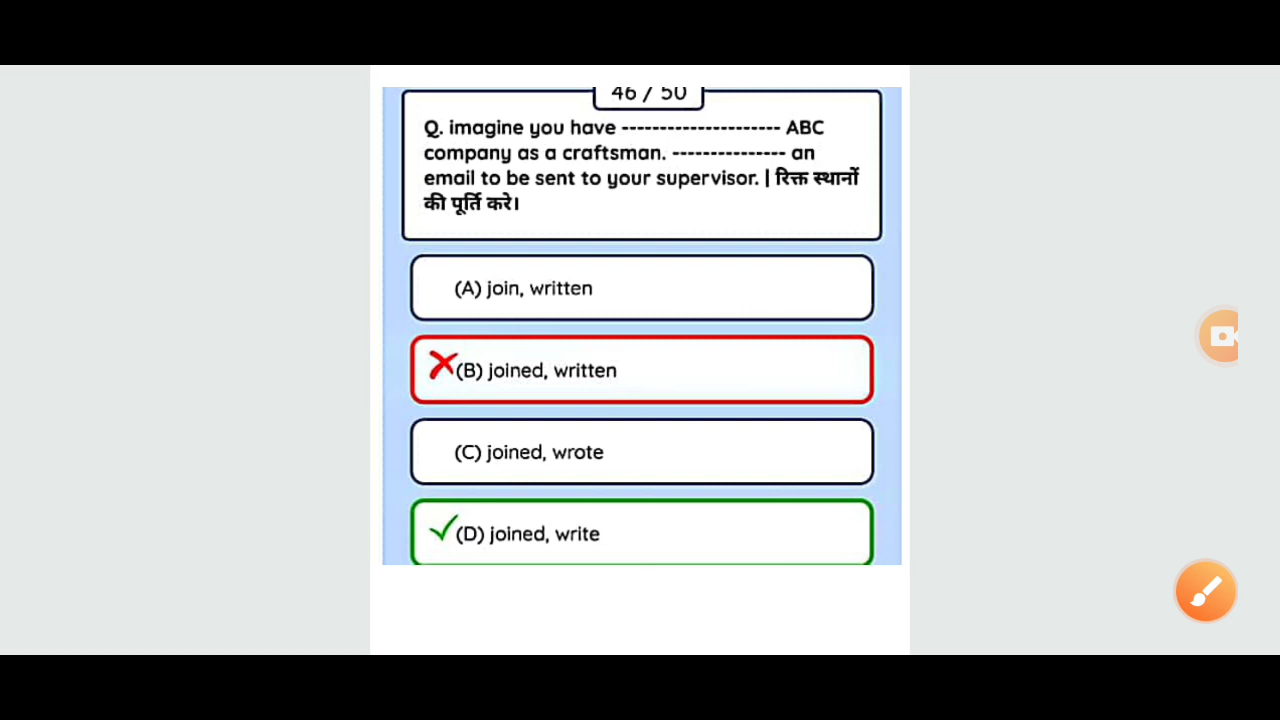 46 / 50
Q. imagine you have --------------------- ABC
company as a craftsman. --------------- an
email to be sent to your supervisor. | रिक्त स्थानों
की पूर्ति करे।
(A) join, written
(B) joined, written
(C) joined, wrote
(D) joined, write